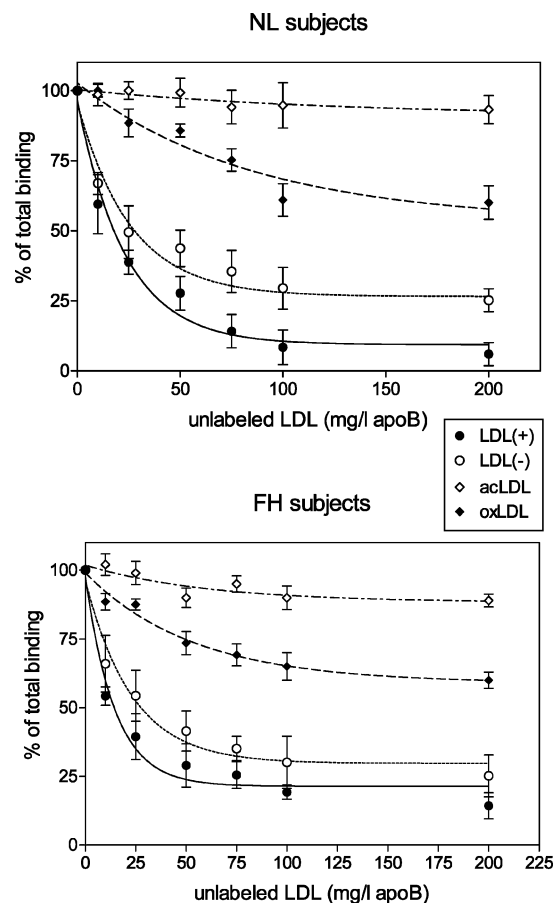 NL subjects
% of total binding
100
75
50
25
0
0 50 100 150 200
unlabeled LDL (mg/l apoB)
LDL(+)
LDL(-)
acLDL
oxLDL
FH subjects
% of total binding
100
75
50
25
0
0 25 50 75 100 125 150 175 200 225
unlabeled LDL (mg/l apoB)